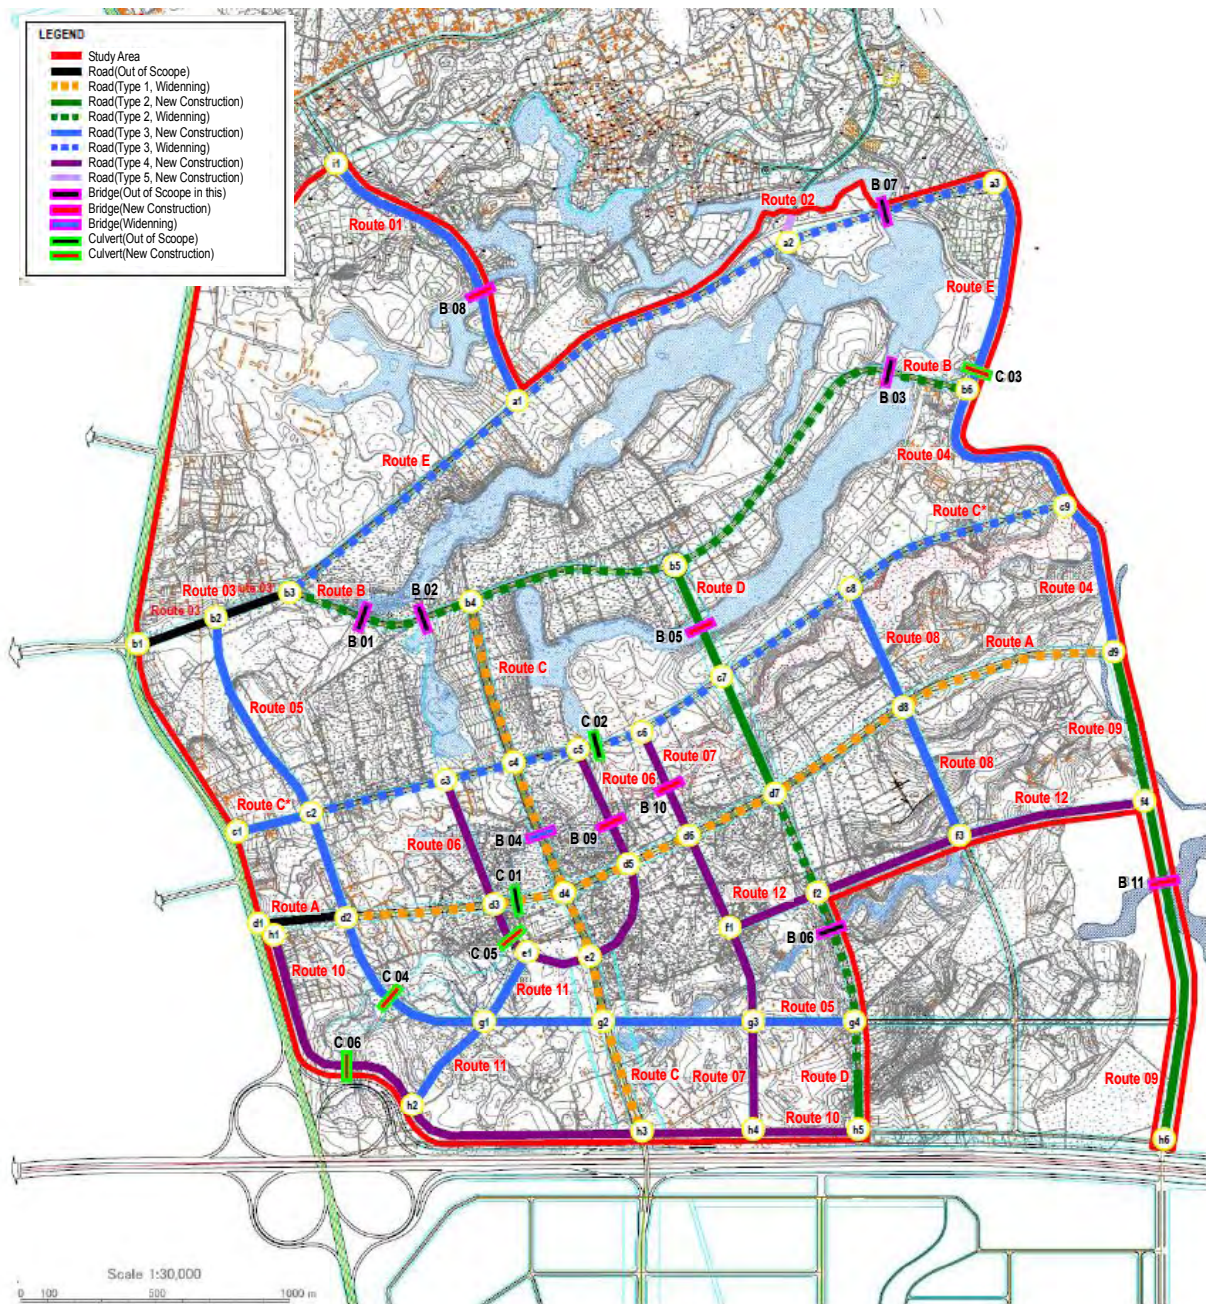 LEGEND
Study Area
Road(Out of Scoope)
Road(Type 1, Widenning)
Road(Type 2, New Construction)
Road(Type 2, Widenning)
Road(Type 3, New Construction)
Road(Type 3, Widenning)
Road(Type 4, New Construction)
Road(Type 5, New Construction)
Bridge(Out of Scoope in this)
Bridge(New Construction)
Bridge(Widenning)
Culvert(Out of Scoope)
Culvert(New Construction)
i1
Route 01
Route 02
B 07
a3
a2
Route E
B 08
Route B
C 03
B 03
b6
a1
Route 04
Route E
Route C*
c9
b5
Route D
c8
Route 03
b3
Route B
B 02
b4
Route 04
Route 03
b2
B 01
B 05
Route 08
Route A
b1
Route C
c7
d9
Route 05
d8
C 02
c6
Route 09
c5
Route 07
c4
Route 08
c3
Route 06
B 10
d7
Route 12
f4
Route C*
c2
c1
Route 06
B 04
B 09
d6
f3
d5
C 01
B 11
Route A
d3
d4
Route 12
f2
d1
d2
h1
C 05
f1
B 06
e1
e2
Route 10
C 04
Route 11
Route 05
g1
g2
g3
g4
C 06
Route 11
Route C
Route 07
Route D
h2
Route 09
Route 10
h3
h4
h5
h6
Scale 1:30,000
0 100 500 1000 m